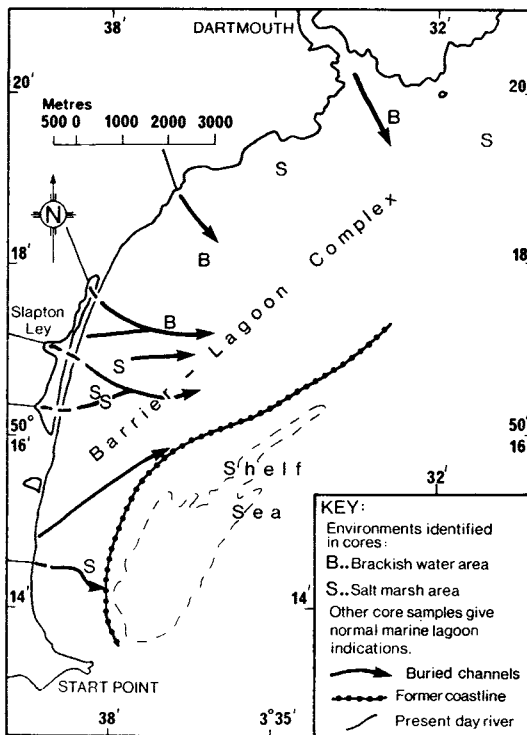 38'
32'
DARTMOUTH
20'
20'
Metres
500 0 1000 2000 3000
B
S
S
N
18'
18'
B
Slapton
Ley
B
S
S
S
Barrier - Lagoon Complex
50°
16'
50°
16'
Shelf
Sea
32'
S
14'
14'
START POINT
38'
3°35'
KEY:
Environments identified
in cores:
B..Brackish water area
S..Salt marsh area
Other core samples give
normal marine lagoon
indications.
Buried channels
Former coastline
Present day river